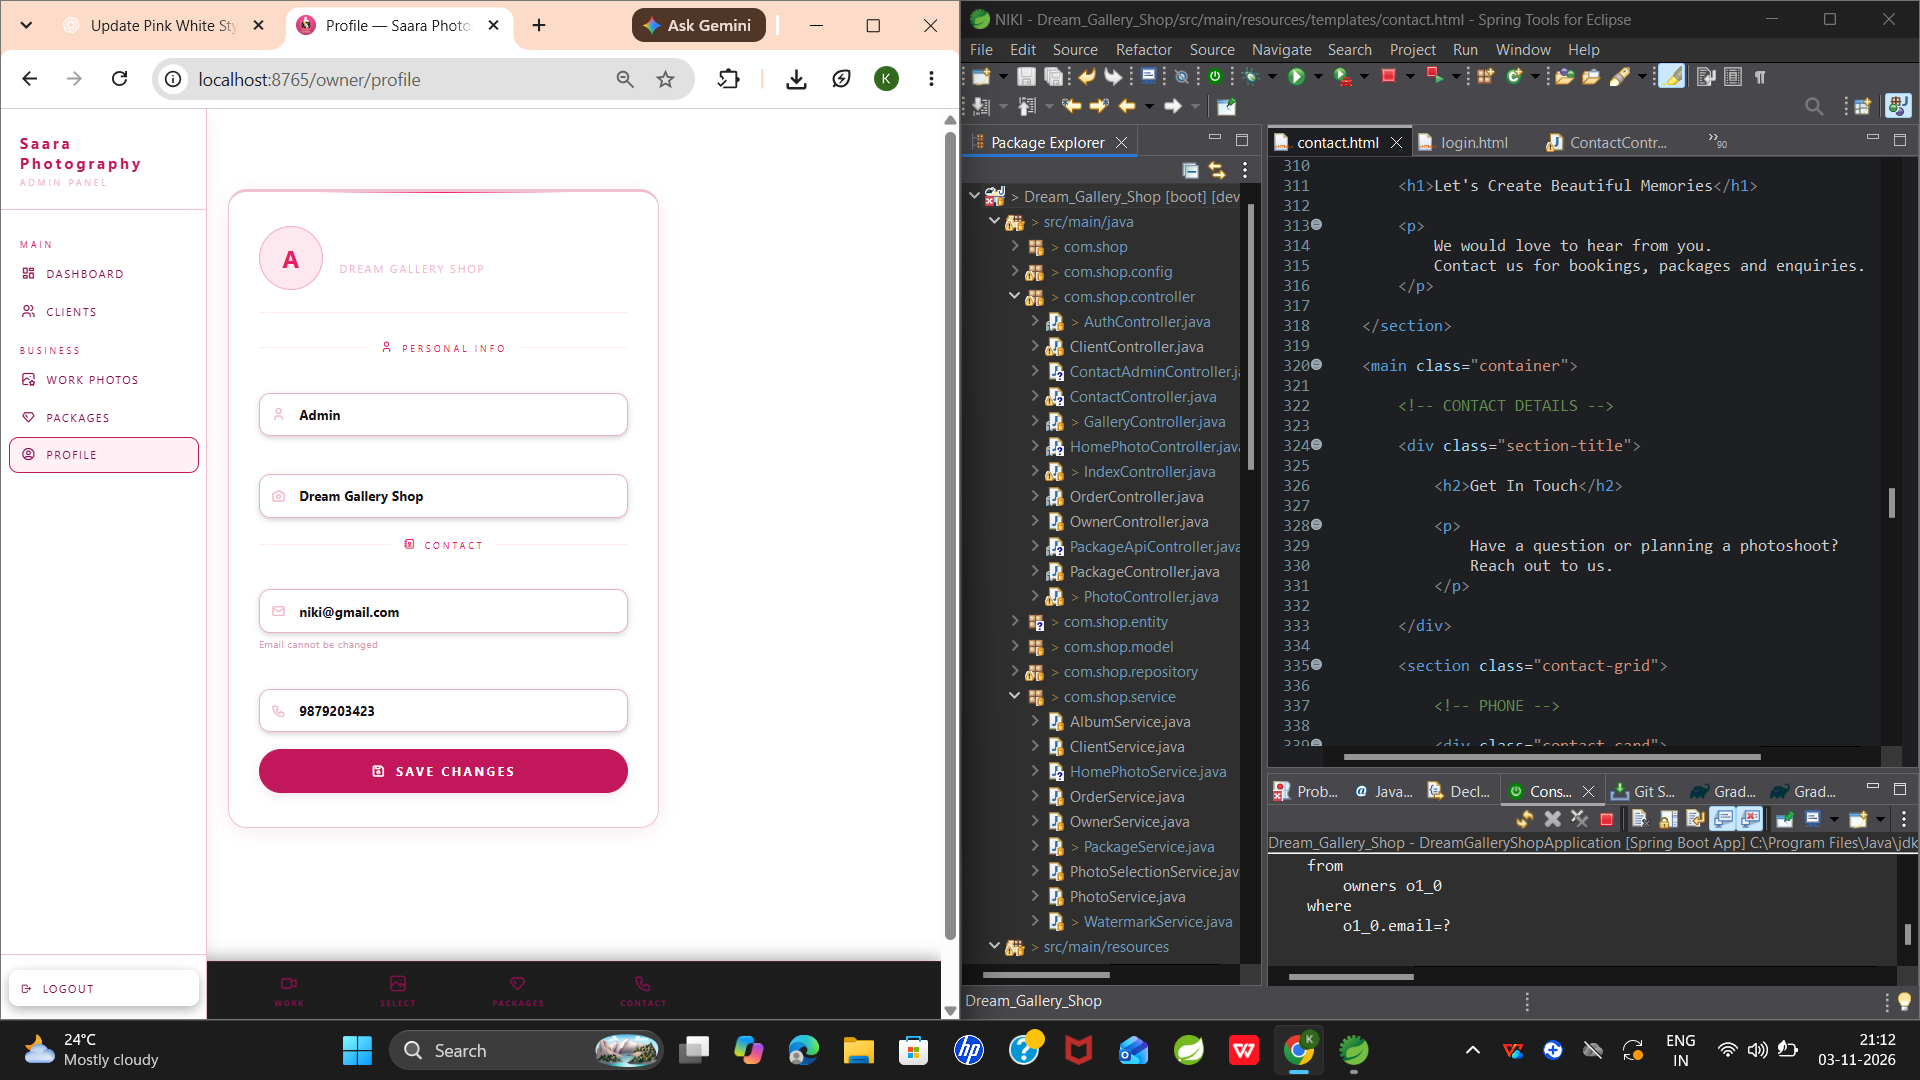 Update Pink White Sty
Profile — Saara Photo
Ask Gemini
localhost:8765/owner/profile
K
Saara
Photography
ADMIN PANEL
MAIN
DASHBOARD
CLIENTS
BUSINESS
WORK PHOTOS
PACKAGES
PROFILE
LOGOUT
A
DREAM GALLERY SHOP
PERSONAL INFO
Admin
Dream Gallery Shop
CONTACT
niki@gmail.com
Email cannot be changed
9879203423
SAVE CHANGES
WORK
SELECT
PACKAGES
CONTACT
NIKI - Dream_Gallery_Shop/src/main/resources/templates/contact.html - Spring Tools for Eclipse
File Edit Source Refactor Source Navigate Search Project Run Window Help
Package Explorer
> Dream_Gallery_Shop [boot] [dev
> src/main/java
> com.shop
> com.shop.config
> com.shop.controller
> AuthController.java
ClientController.java
ContactAdminController.ja
ContactController.java
> GalleryController.java
HomePhotoController.java
> IndexController.java
OrderController.java
OwnerController.java
PackageApiController.java
PackageController.java
> PhotoController.java
> com.shop.entity
> com.shop.model
> com.shop.repository
> com.shop.service
AlbumService.java
ClientService.java
HomePhotoService.java
OrderService.java
OwnerService.java
> PackageService.java
PhotoSelectionService.jav
PhotoService.java
> WatermarkService.java
> src/main/resources
contact.html
login.html
ContactContr...
»90
310
311 <h1>Let's Create Beautiful Memories</h1>
312
313 <p>
314 We would love to hear from you.
315 Contact us for bookings, packages and enquiries.
316 </p>
317
318 </section>
319
320 <main class="container">
321
322 <!-- CONTACT DETAILS -->
323
324 <div class="section-title">
325
326 <h2>Get In Touch</h2>
327
328 <p>
329 Have a question or planning a photoshoot?
330 Reach out to us.
331 </p>
332
333 </div>
334
335 <section class="contact-grid">
336
337 <!-- PHONE -->
338
339 <div class="contact-card">
Prob...
@ Java...
Decl...
Cons...
Git S...
Grad...
Grad...
Dream_Gallery_Shop - DreamGalleryShopApplication [Spring Boot App] C:\Program Files\Java\jdk
from
owners o1_0
where
o1_0.email=?
Dream_Gallery_Shop
24°C
Mostly cloudy
Search
ENG
IN
21:12
03-11-2026